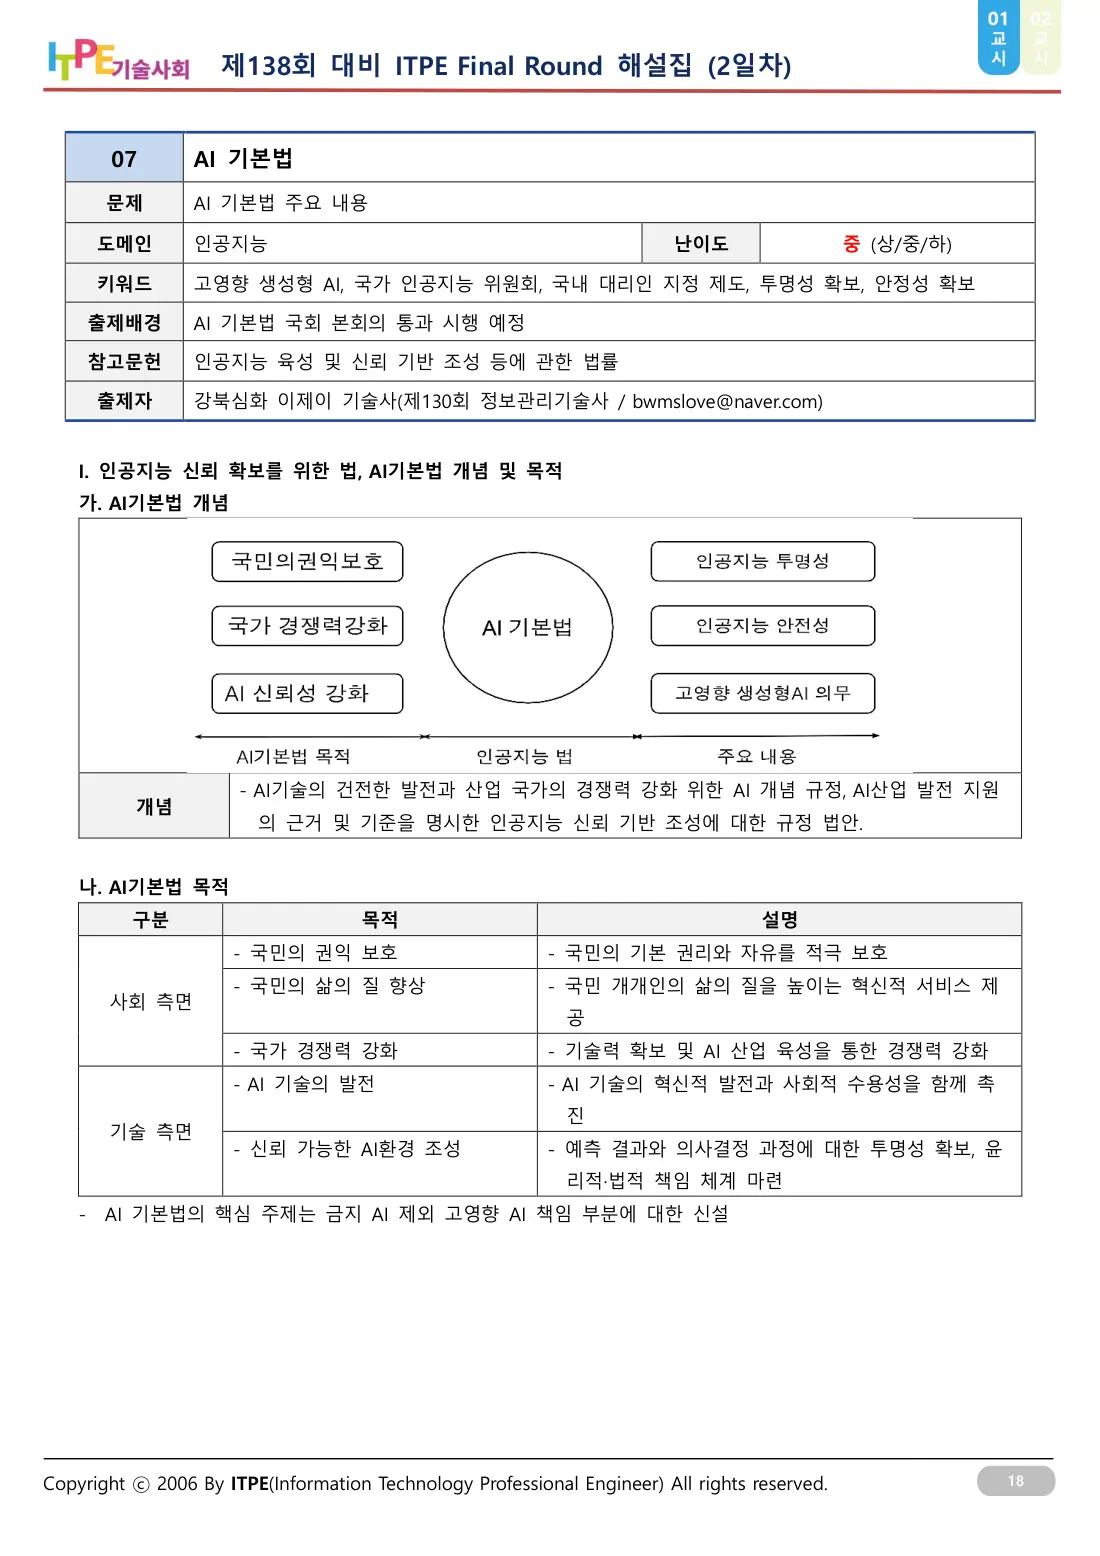 ITPE기술사회 제138회 대비 ITPE Final Round 해설집 (2일차)
01 교시
02 교시
07 AI 기본법
문제 AI 기본법 주요 내용
도메인 인공지능 난이도 중 (상/중/하)
키워드 고영향 생성형 AI, 국가 인공지능 위원회, 국내 대리인 지정 제도, 투명성 확보, 안정성 확보
출제배경 AI 기본법 국회 본회의 통과 시행 예정
참고문헌 인공지능 육성 및 신뢰 기반 조성 등에 관한 법률
출제자 강북심화 이제이 기술사(제130회 정보관리기술사 / bwmslove@naver.com)
I. 인공지능 신뢰 확보를 위한 법, AI기본법 개념 및 목적
가. AI기본법 개념
국민의권익보호
국가 경쟁력강화
AI 신뢰성 강화
AI 기본법
인공지능 투명성
인공지능 안전성
고영향 생성형AI 의무
AI기본법 목적 인공지능 법 주요 내용
개념
- AI기술의 건전한 발전과 산업 국가의 경쟁력 강화 위한 AI 개념 규정, AI산업 발전 지원
의 근거 및 기준을 명시한 인공지능 신뢰 기반 조성에 대한 규정 법안.
나. AI기본법 목적
구분 목적 설명
사회 측면
- 국민의 권익 보호 - 국민의 기본 권리와 자유를 적극 보호
- 국민의 삶의 질 향상 - 국민 개개인의 삶의 질을 높이는 혁신적 서비스 제
공
- 국가 경쟁력 강화 - 기술력 확보 및 AI 산업 육성을 통한 경쟁력 강화
기술 측면
- AI 기술의 발전 - AI 기술의 혁신적 발전과 사회적 수용성을 함께 촉
진
- 신뢰 가능한 AI환경 조성 - 예측 결과와 의사결정 과정에 대한 투명성 확보, 윤
리적·법적 책임 체계 마련
- AI 기본법의 핵심 주제는 금지 AI 제외 고영향 AI 책임 부분에 대한 신설
Copyright ⓒ 2006 By ITPE(Information Technology Professional Engineer) All rights reserved.
18